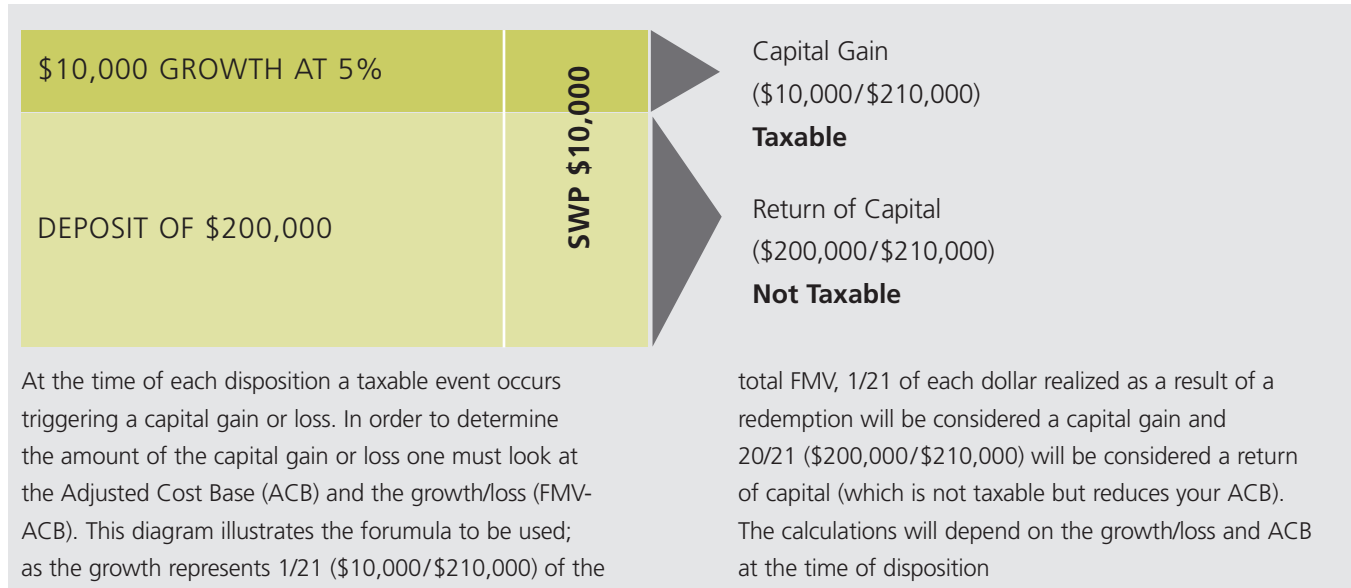 $10,000 GROWTH AT 5%
DEPOSIT OF $200,000
SWP $10,000
Capital Gain
($10,000/$210,000)
Taxable
Return of Capital
($200,000/$210,000)
Not Taxable
At the time of each disposition a taxable event occurs
triggering a capital gain or loss. In order to determine
the amount of the capital gain or loss one must look at
the Adjusted Cost Base (ACB) and the growth/loss (FMV-
ACB). This diagram illustrates the forumula to be used;
as the growth represents 1/21 ($10,000/$210,000) of the
total FMV, 1/21 of each dollar realized as a result of a
redemption will be considered a capital gain and
20/21 ($200,000/$210,000) will be considered a return
of capital (which is not taxable but reduces your ACB).
The calculations will depend on the growth/loss and ACB
at the time of disposition